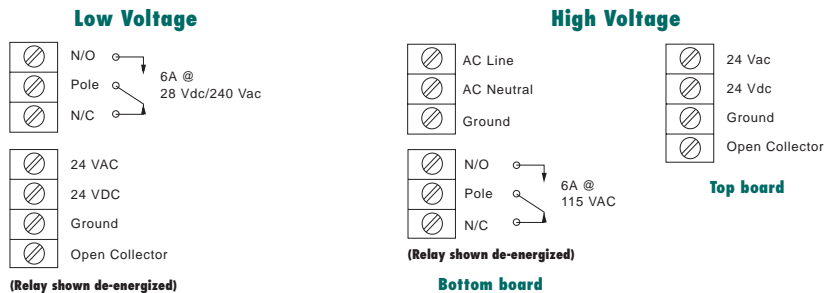 Low Voltage
N/O
Pole
N/C
6A @
28 Vdc/240 Vac
24 VAC
24 VDC
Ground
Open Collector
(Relay shown de-energized)
High Voltage
AC Line
AC Neutral
Ground
N/O
Pole
N/C
6A @
115 VAC
(Relay shown de-energized)
Bottom board
24 Vac
24 Vdc
Ground
Open Collector
Top board